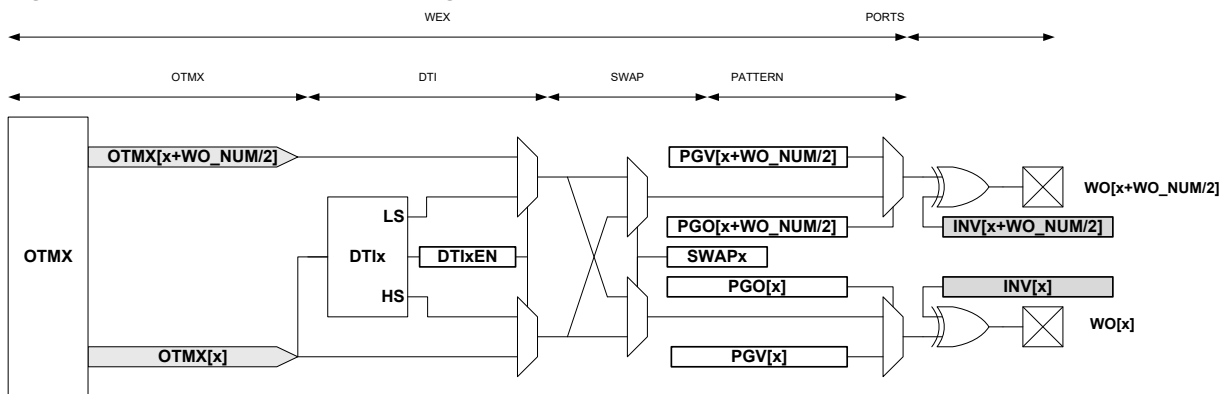 WEX PORTS
OTMX DTI SWAP PATTERN
OTMX[x+WO_NUM/2] PGV[x+WO_NUM/2]
WO[x+WO_NUM/2]
LS PGO[x+WO_NUM/2] INV[x+WO_NUM/2]
OTMX DTIx DTIxEN SWAPx
HS PGO[x] INV[x]
WO[x]
OTMX[x] PGV[x]